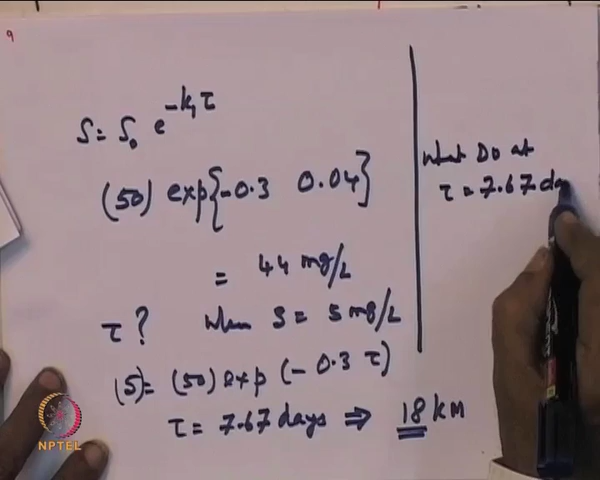 9
S = S₀ e^{-k₁τ}
(50) exp{-0.3 0.04}
= 44 mg/L
τ? When S = 5 mg/L
(5) = (50) exp (-0.3 τ)
τ = 7.67 days ⇒ 18 KM
What DO at
τ = 7.67 da
NPTEL